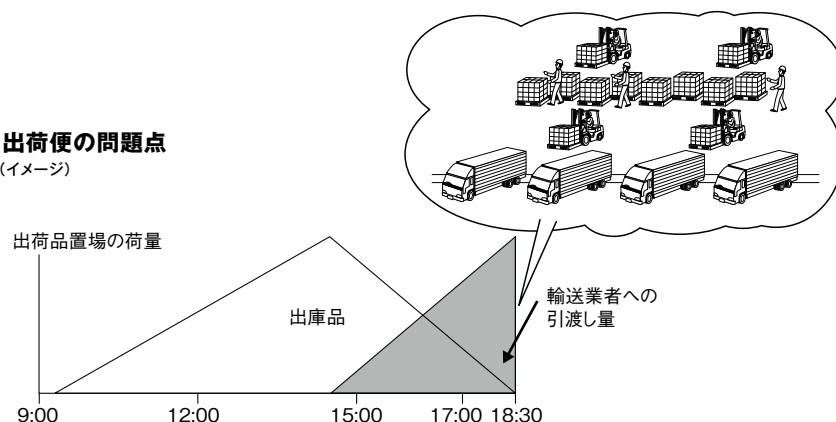 出荷便の問題点
（イメージ）
出荷品置場の荷量
出庫品
輸送業者への
引渡し量
9:00 12:00 15:00 17:00 18:30